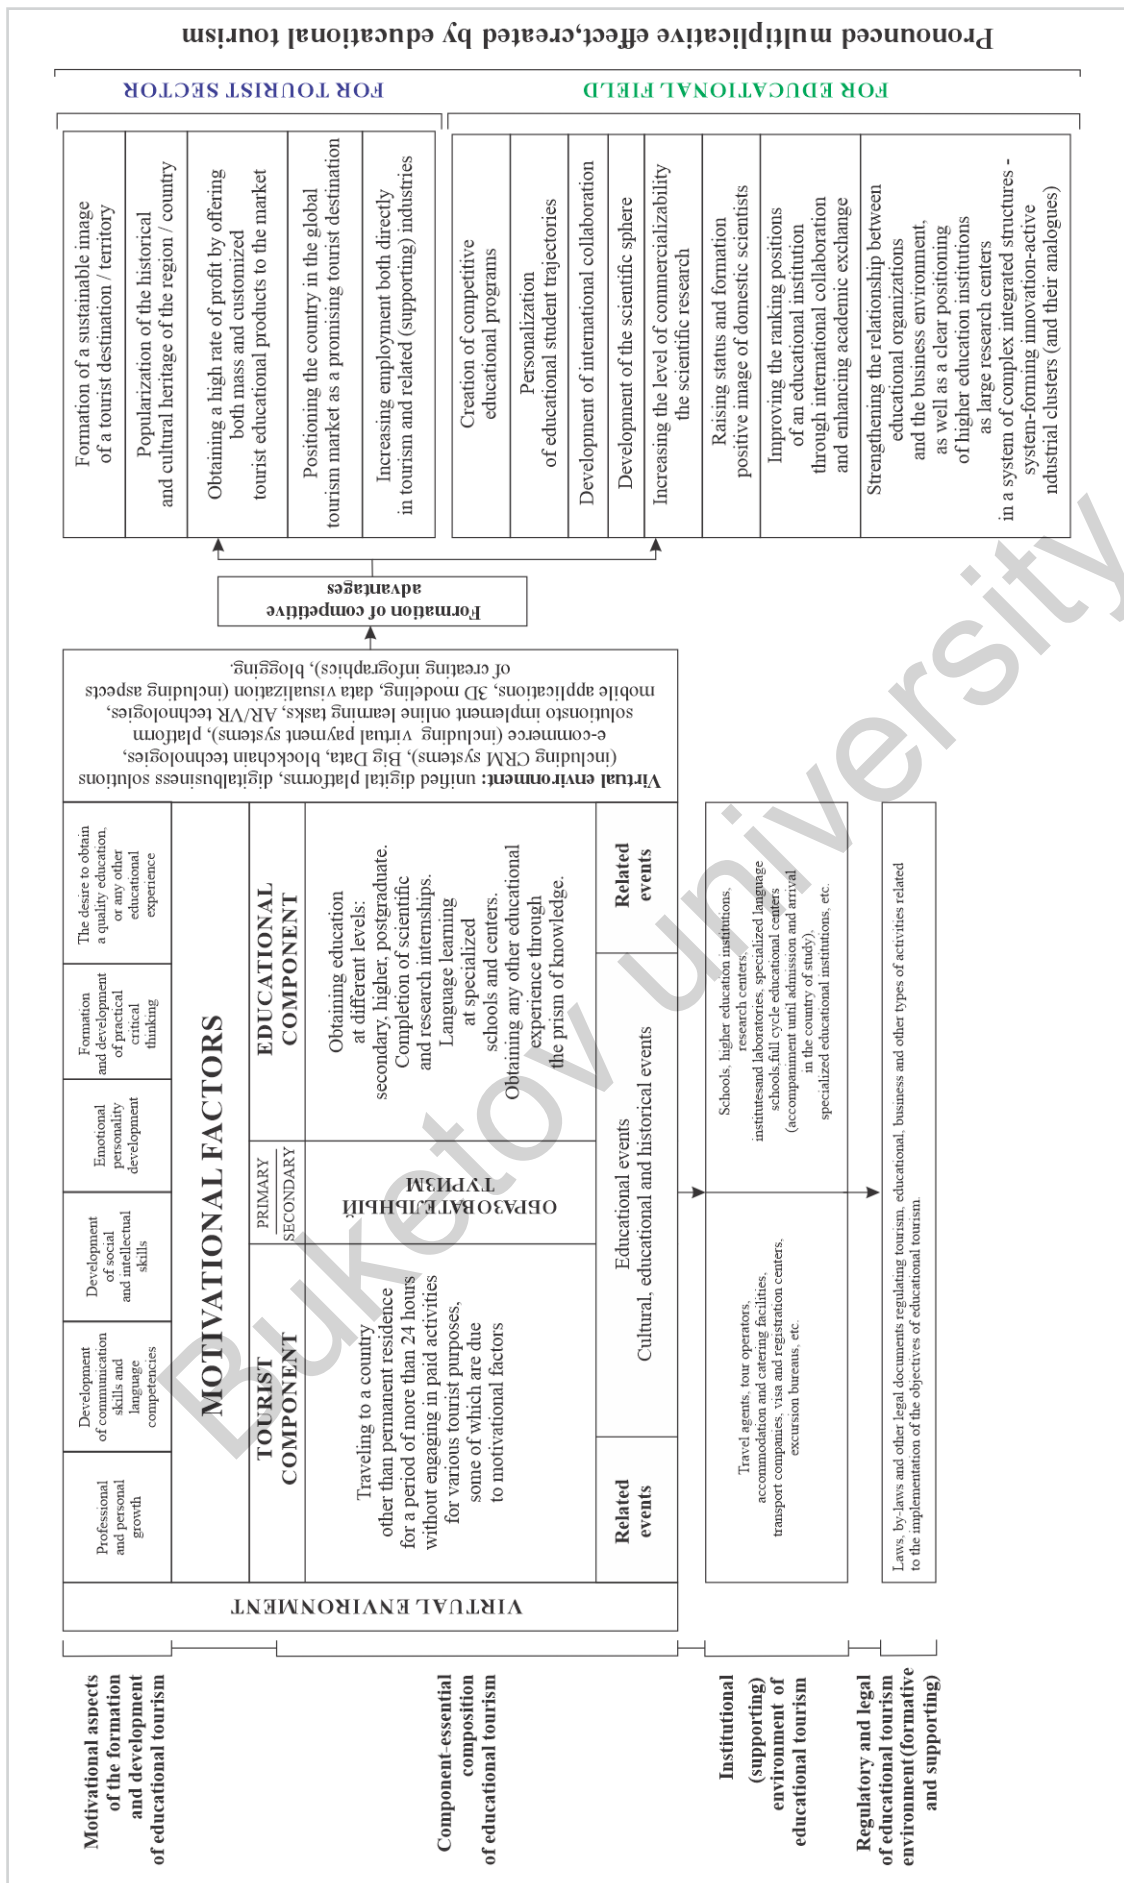 Motivational aspects
of the formation
and development
of educational tourism
Component-essential
composition
of educational tourism
Institutional
(supporting)
environment of
educational tourism
Regulatory and legal
of educational tourism
environment(formative
and supporting)
VIRTUAL ENVIRONMENT
Professional
and personal
growth
Development
of communication
skills and
language
competencies
Development
of social
and intellectual
skills
Emotional
personality
development
Formation
and development
of practical
critical
thinking
The desire to obtain
a quality education,
or any other
educational
experience
MOTIVATIONAL FACTORS
TOURIST
COMPONENT
PRIMARY
SECONDARY
EDUCATIONAL
COMPONENT
Traveling to a country
other than permanent residence
for a period of more than 24 hours
without engaging in paid activities
for various tourist purposes,
some of which are due
to motivational factors
ОБРАЗОВАТЕЛЬНЫЙ
ТУРИЗМ
Obtaining education
at different levels:
secondary, higher, postgraduate.
Completion of scientific
and research internships.
Language learning
at specialized
schools and centers.
Obtaining any other educational
experience through
the prism of knowledge.
Related
events
Educational events
Cultural, educational and historical events
Related
events
Travel agents, tour operators,
accommodation and catering facilities,
transport companies, visa and registration centers,
excursion bureaus, etc.
Schools, higher education institutions,
research centers,
institutesand laboratories, specialized language
schools,full cycle educational centers
(accompaniment until admission and arrival
in the country of study),
specialized educational institutions, etc.
Laws, by-laws and other legal documents regulating tourism, educational, business and other types of activities related
to the implementation of the objectives of educational tourism.
Virtual environment: unified digital platforms, digitalbusiness solutions
(including CRM systems), Big Data, blockchain technologies,
e-commerce (including virtual payment systems), platform
solutionsto implement online learning tasks, AR/VR technologies,
mobile applications, 3D modeling, data visualization (including aspects
of creating infographics), blogging.
Formation of competitive
advantages
Formation of a sustainable image
of a tourist destination / territory
Popularization of the historical
and cultural heritage of the region / country
Obtaining a high rate of profit by offering
both mass and customized
tourist educational products to the market
Positioning the country in the global
tourism market as a promising tourist destination
Increasing employment both directly
in tourism and related (supporting) industries
Creation of competitive
educational programs
Personalization
of educational student trajectories
Development of international collaboration
Development of the scientific sphere
Increasing the level of commercializability
the scientific research
Raising status and formation
positive image of domestic scientists
Improving the ranking positions
of an educational institution
through international collaboration
and enhancing academic exchange
Strengthening the relationship between
educational organizations
and the business environment,
as well as a clear positioning
of higher education institutions
as large research centers
in a system of complex integrated structures -
system-forming innovation-active
ndustrial clusters (and their analogues)
FOR TOURIST SECTOR
FOR EDUCATIONAL FIELD
Pronounced multiplicative effect,created by educational tourism
Buketov university